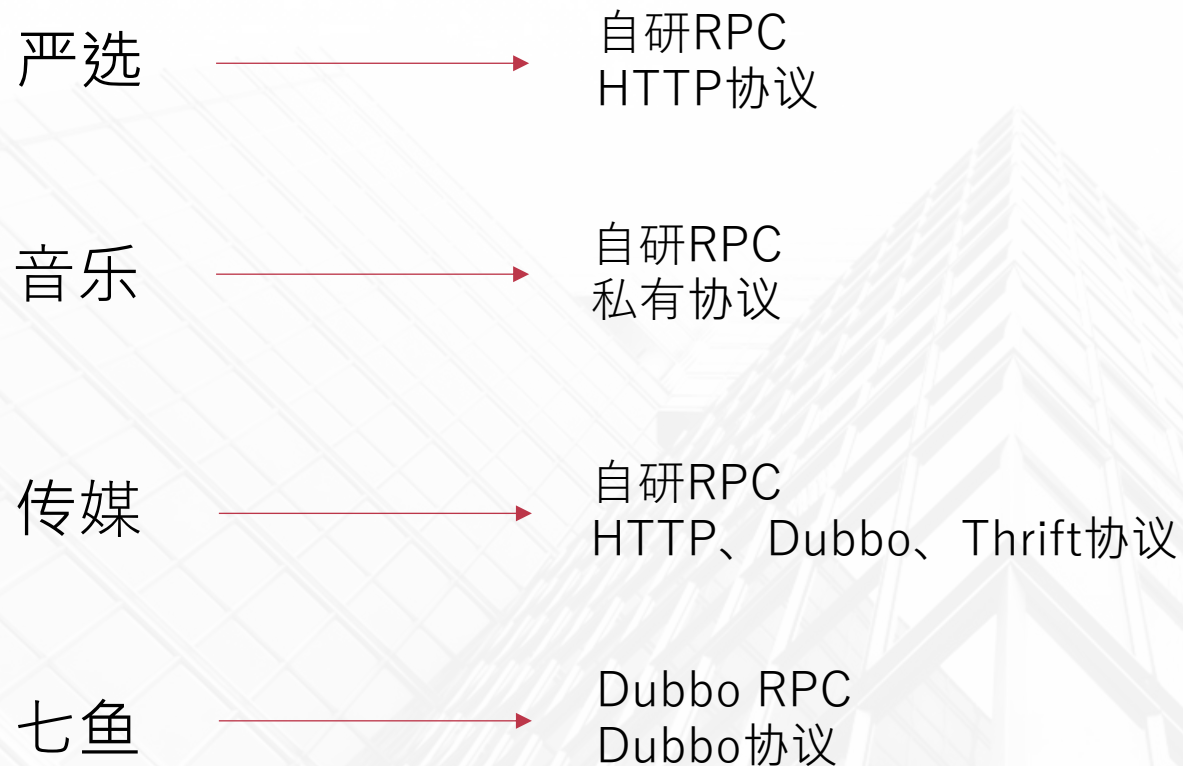 严选
自研RPC
HTTP协议
音乐
自研RPC
私有协议
传媒
自研RPC
HTTP、Dubbo、Thrift协议
七鱼
Dubbo RPC
Dubbo协议